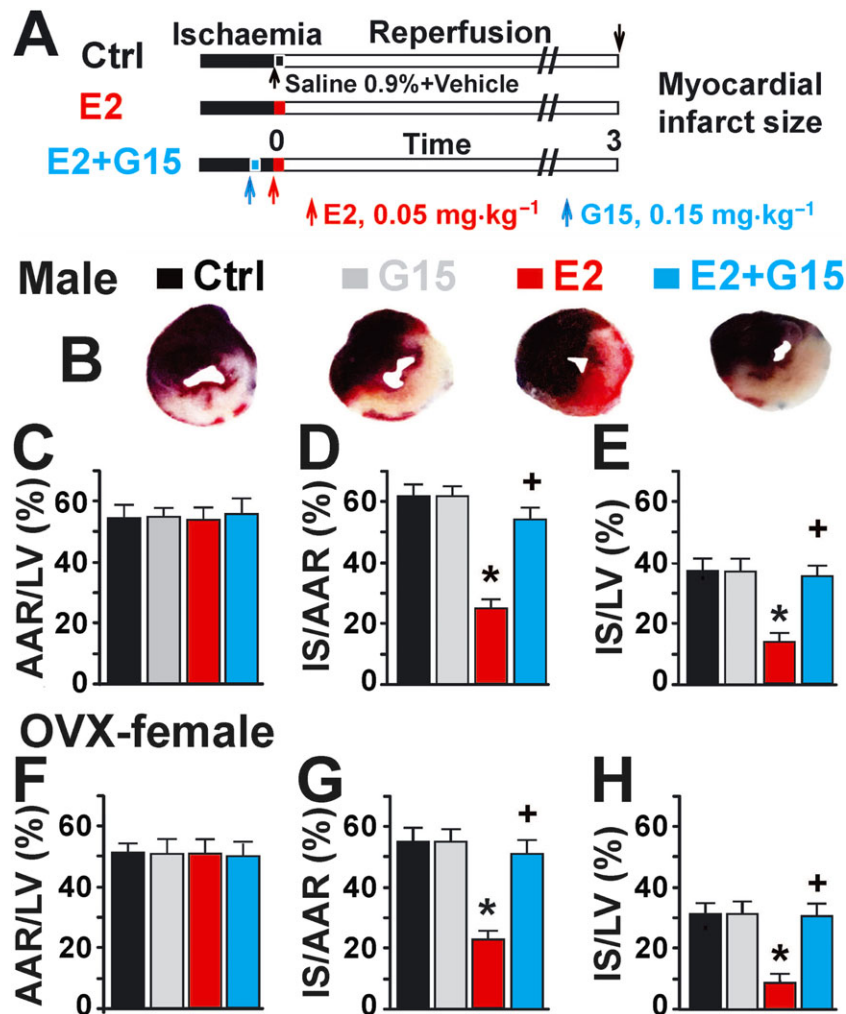 A
Ischaemia Reperfusion
Ctrl
Saline 0.9%+Vehicle
E2
Myocardial
infarct size
0 Time 3
E2+G15
E2, 0.05 mg·kg⁻¹ G15, 0.15 mg·kg⁻¹
Male Ctrl G15 E2 E2+G15
B
C
AAR/LV (%)
60
40
20
0
D
IS/AAR (%)
60
40
20
0
*
+
E
IS/LV (%)
60
40
20
0
*
+
OVX-female
F
AAR/LV (%)
60
40
20
0
G
IS/AAR (%)
60
40
20
0
*
+
H
IS/LV (%)
60
40
20
0
*
+